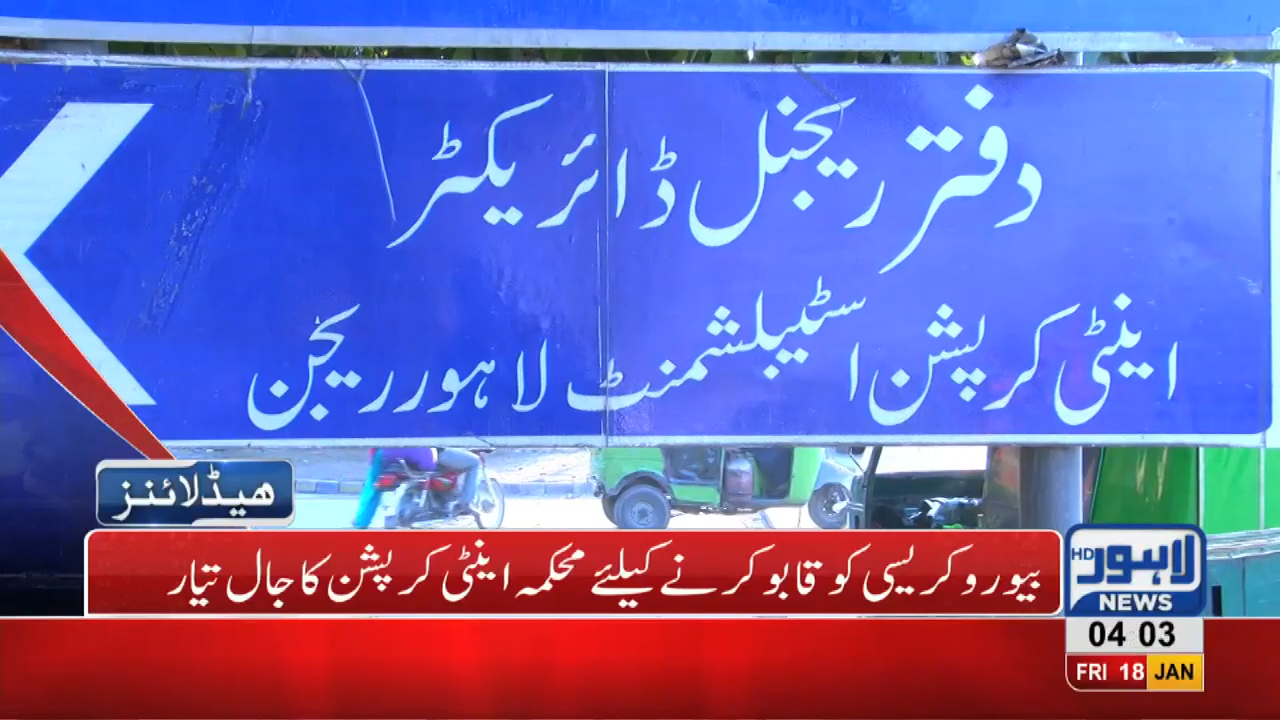 دفتر ریجنل ڈائریکٹر
اینٹی کرپشن اسٹیبلشمنٹ لاہور ریجن
ھیڈلائنز
بیوروکریسی کو قابو کرنے کیلئے محکمہ اینٹی کرپشن کا جال تیار
لاہور HD
NEWS
04 03
FRI 18 JAN